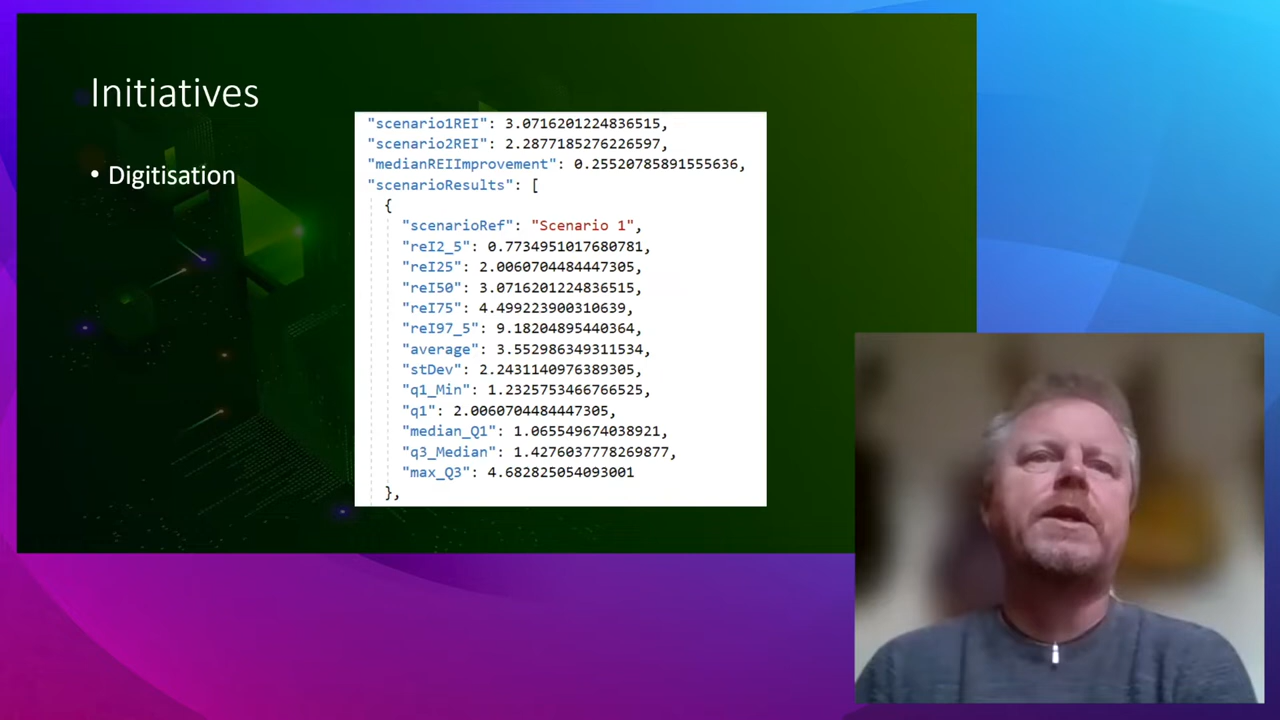 Initiatives
• Digitisation
"scenario1REI": 3.0716201224836515,
"scenario2REI": 2.2877185276226597,
"medianREIImprovement": 0.25520785891555636,
"scenarioResults": [
{
"scenarioRef": "Scenario 1",
"reI2_5": 0.7734951017680781,
"reI25": 2.0060704484447305,
"reI50": 3.0716201224836515,
"reI75": 4.499223900310639,
"reI97_5": 9.18204895440364,
"average": 3.552986349311534,
"stDev": 2.2431140976389305,
"q1_Min": 1.2325753466766525,
"q1": 2.0060704484447305,
"median_Q1": 1.065549674038921,
"q3_Median": 1.4276037778269877,
"max_Q3": 4.682825054093001
},